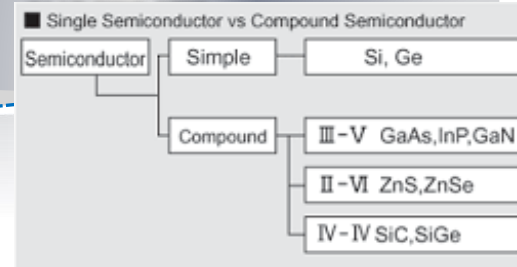 ■ Single Semiconductor vs Compound Semiconductor
Semiconductor
Simple
Si, Ge
Compound
Ⅲ-Ⅴ GaAs,InP,GaN
Ⅱ-Ⅵ ZnS,ZnSe
Ⅳ-Ⅳ SiC,SiGe